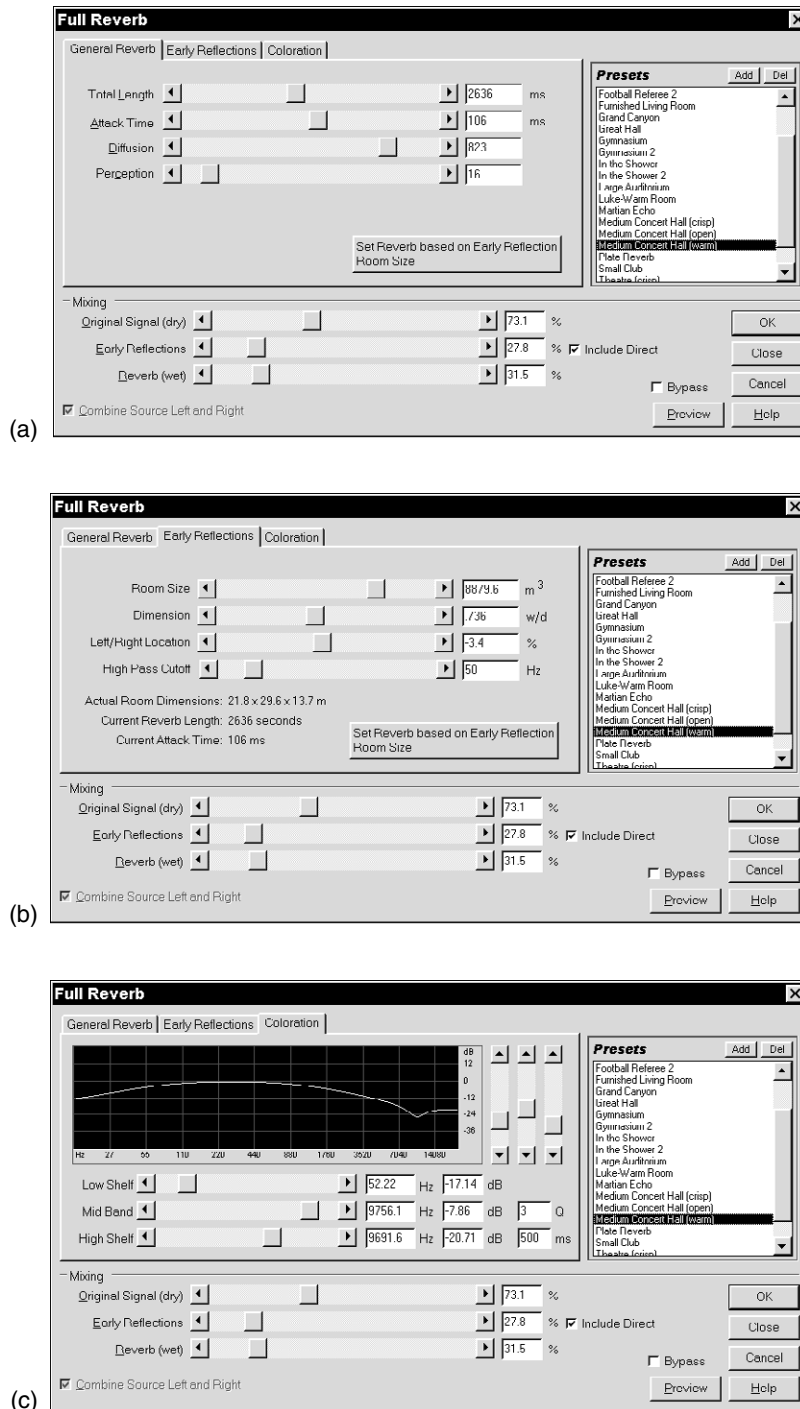 Full Reverb
General Reverb Early Reflections Coloration
Total Length 2636 ms
Attack Time 106 ms
Diffusion 823
Perception 16
Set Reverb based on Early Reflection
Room Size
Presets Add Del
Football Referee 2
Furnished Living Room
Grand Canyon
Great Hall
Gymnasium
Gymnasium 2
In the Shower
In the Shower 2
Large Auditorium
Luke-Warm Room
Martian Echo
Medium Concert Hall (crisp)
Medium Concert Hall (open)
Medium Concert Hall (warm)
Plate Reverb
Small Club
Theatre (crisp)
Mixing
Original Signal (dry) 73.1 %
Early Reflections 27.8 % Include Direct
Reverb (wet) 31.5 %
Combine Source Left and Right
Bypass
OK
Close
Cancel
Preview Help
(a)
Full Reverb
General Reverb Early Reflections Coloration
Room Size 8879.6 m3
Dimension .736 w/d
Left/Right Location -3.4 %
High Pass Cutoff 50 Hz
Actual Room Dimensions: 21.8 x 29.6 x 13.7 m
Current Reverb Length: 2636 seconds
Current Attack Time: 106 ms
Set Reverb based on Early Reflection
Room Size
Presets Add Del
Football Referee 2
Furnished Living Room
Grand Canyon
Great Hall
Gymnasium
Gymnasium 2
In the Shower
In the Shower 2
Large Auditorium
Luke-Warm Room
Martian Echo
Medium Concert Hall (crisp)
Medium Concert Hall (open)
Medium Concert Hall (warm)
Plate Reverb
Small Club
Theatre (crisp)
Mixing
Original Signal (dry) 73.1 %
Early Reflections 27.8 % Include Direct
Reverb (wet) 31.5 %
Combine Source Left and Right
Bypass
OK
Close
Cancel
Preview Help
(b)
Full Reverb
General Reverb Early Reflections Coloration
dB
12
0
-12
-24
-36
Hz 27 55 110 220 440 880 1760 3520 7040 14080
Low Shelf 52.22 Hz -17.14 dB
Mid Band 9756.1 Hz -7.86 dB 3 Q
High Shelf 9691.6 Hz -20.71 dB 500 ms
Presets Add Del
Football Referee 2
Furnished Living Room
Grand Canyon
Great Hall
Gymnasium
Gymnasium 2
In the Shower
In the Shower 2
Large Auditorium
Luke-Warm Room
Martian Echo
Medium Concert Hall (crisp)
Medium Concert Hall (open)
Medium Concert Hall (warm)
Plate Reverb
Small Club
Theatre (crisp)
Mixing
Original Signal (dry) 73.1 %
Early Reflections 27.8 % Include Direct
Reverb (wet) 31.5 %
Combine Source Left and Right
Bypass
OK
Close
Cancel
Preview Help
(c)